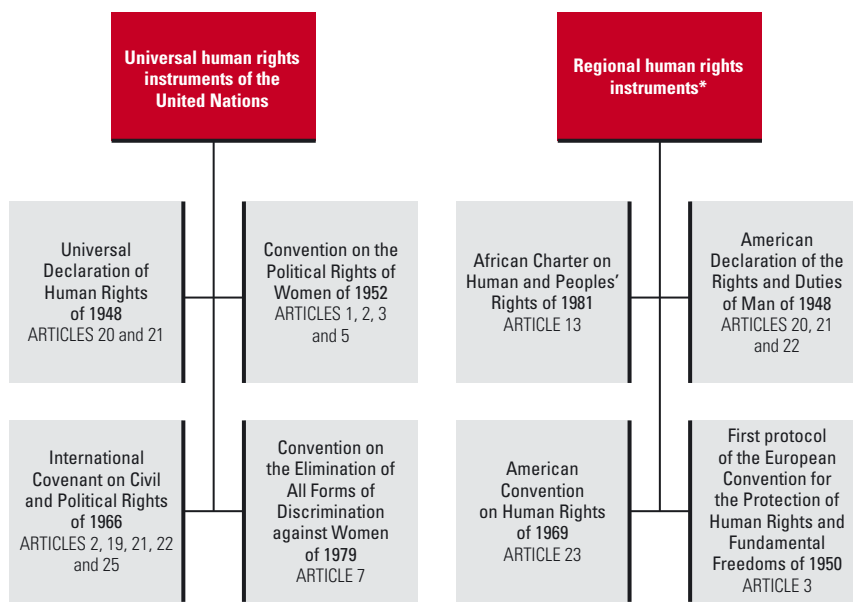 Universal human rights
instruments of the
United Nations
Regional human rights
instruments*
Universal
Declaration of
Human Rights
of 1948
ARTICLES 20 and 21
Convention on the
Political Rights of
Women of 1952
ARTICLES 1, 2, 3
and 5
African Charter on
Human and Peoples’
Rights of 1981
ARTICLE 13
American
Declaration of the
Rights and Duties
of Man of 1948
ARTICLES 20, 21
and 22
International
Covenant on Civil
and Political Rights
of 1966
ARTICLES 2, 19, 21, 22
and 25
Convention on
the Elimination of
All Forms of
Discrimination
against Women
of 1979
ARTICLE 7
American
Convention
on Human Rights
of 1969
ARTICLE 23
First protocol
of the European
Convention for
the Protection of
Human Rights and
Fundamental
Freedoms of 1950
ARTICLE 3